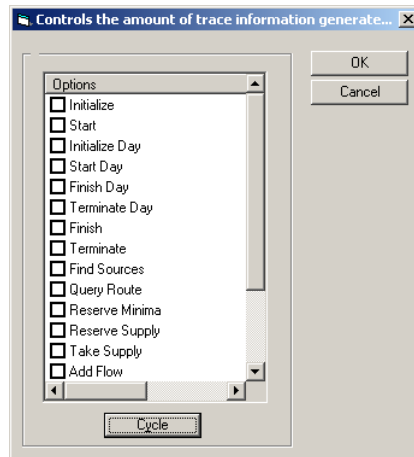 Controls the amount of trace information generate...
OK
Cancel
Options
Initialize
Start
Initialize Day
Start Day
Finish Day
Terminate Day
Finish
Terminate
Find Sources
Query Route
Reserve Minima
Reserve Supply
Take Supply
Add Flow
Cycle